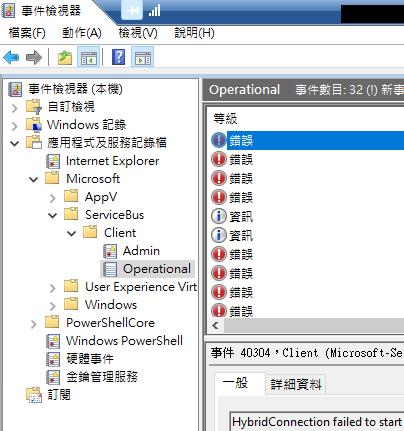 事件檢視器
檔案(F) 動作(A) 檢視(V) 說明(H)
事件檢視器 (本機)
自訂檢視
Windows 記錄
應用程式及服務記錄檔
Internet Explorer
Microsoft
AppV
ServiceBus
Client
Admin
Operational
User Experience Virt
Windows
PowerShellCore
Windows PowerShell
硬體事件
金鑰管理服務
訂閱
Operational 事件數目: 32 (!) 新事
等級
錯誤
錯誤
錯誤
錯誤
資訊
資訊
錯誤
錯誤
錯誤
錯誤
事件 40304，Client (Microsoft-Se
一般 詳細資料
HybridConnection failed to start